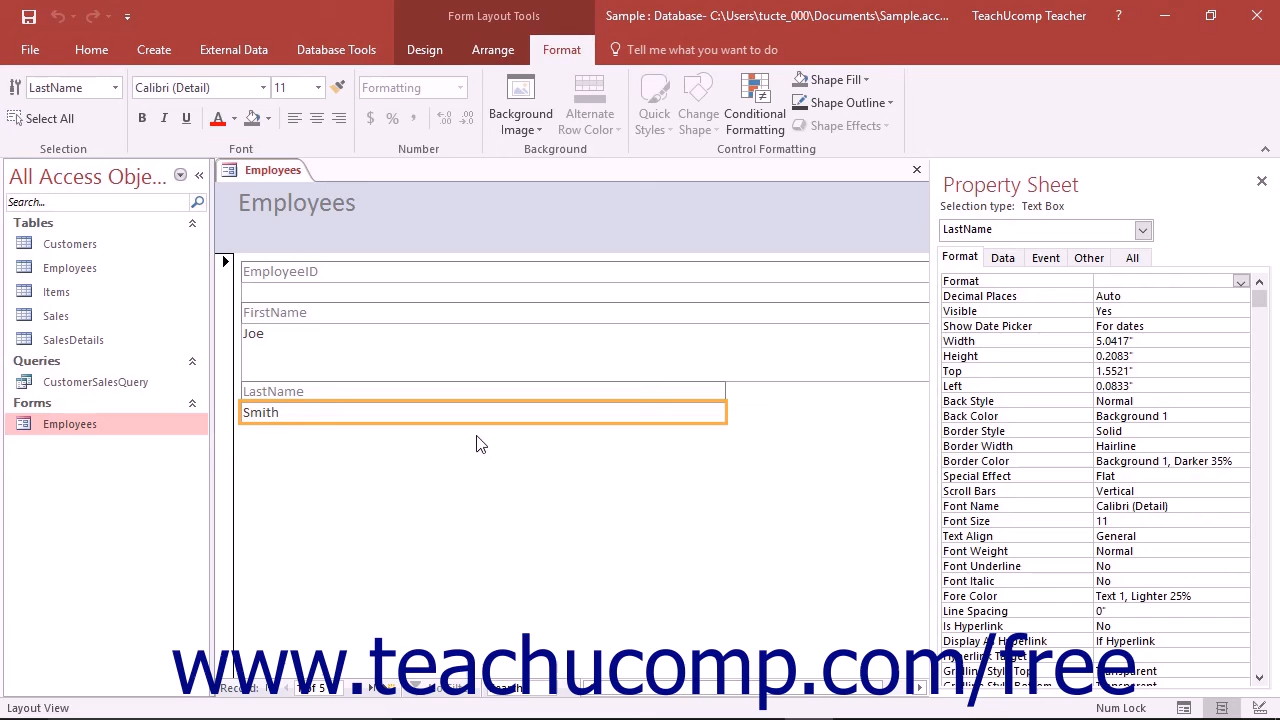 Form Layout Tools
Sample : Database- C:\Users\tucte_000\Documents\Sample.acc...
TeachUcomp Teacher
?
File
Home
Create
External Data
Database Tools
Design
Arrange
Format
Tell me what you want to do
LastName
Calibri (Detail)
11
Formatting
Background Image
Alternate Row Color
Quick Styles
Change Shape
Conditional Formatting
Shape Fill
Shape Outline
Shape Effects
Select All
B I U A
$ % ,
Selection
Font
Number
Background
Control Formatting
All Access Obje...
Search...
Tables
Customers
Employees
Items
Sales
SalesDetails
Queries
CustomerSalesQuery
Forms
Employees
Employees
Employees
EmployeeID
FirstName
Joe
LastName
Smith
Property Sheet
Selection type: Text Box
LastName
Format Data Event Other All
Format
Decimal Places Auto
Visible Yes
Show Date Picker For dates
Width 5.0417"
Height 0.2083"
Top 1.5521"
Left 0.0833"
Back Style Normal
Back Color Background 1
Border Style Solid
Border Width Hairline
Border Color Background 1, Darker 35%
Special Effect Flat
Scroll Bars Vertical
Font Name Calibri (Detail)
Font Size 11
Text Align General
Font Weight Normal
Font Underline No
Font Italic No
Fore Color Text 1, Lighter 25%
Line Spacing 0"
Is Hyperlink No
Display As Hyperlink If Hyperlink
Hyperlink Target
Gridline Style Top Transparent
www.teachucomp.com/free
Record:
Layout View
Num Lock